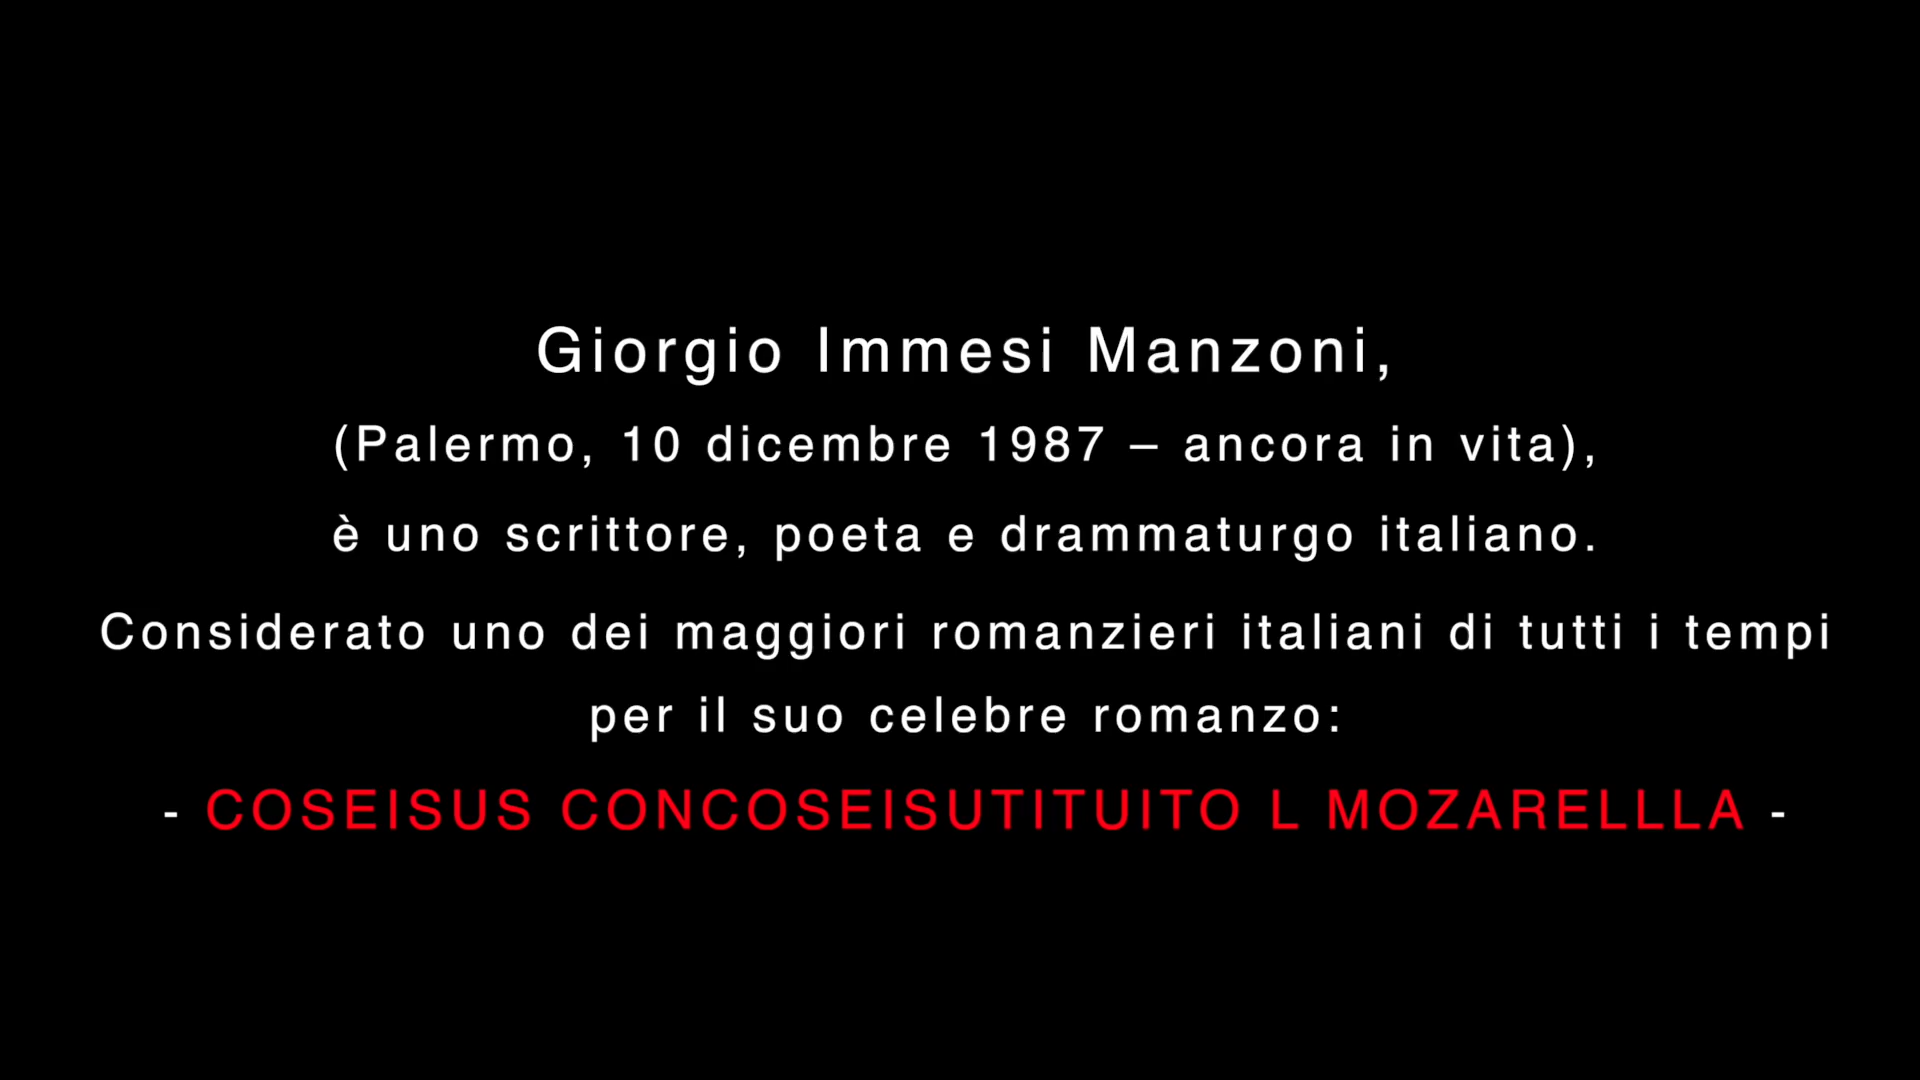 Giorgio Immesi Manzoni,
(Palermo, 10 dicembre 1987 – ancora in vita),
è uno scrittore, poeta e drammaturgo italiano.
Considerato uno dei maggiori romanzieri italiani di tutti i tempi
per il suo celebre romanzo:
- COSEISUS CONCOSEISUTITUITO L MOZARELLLA -